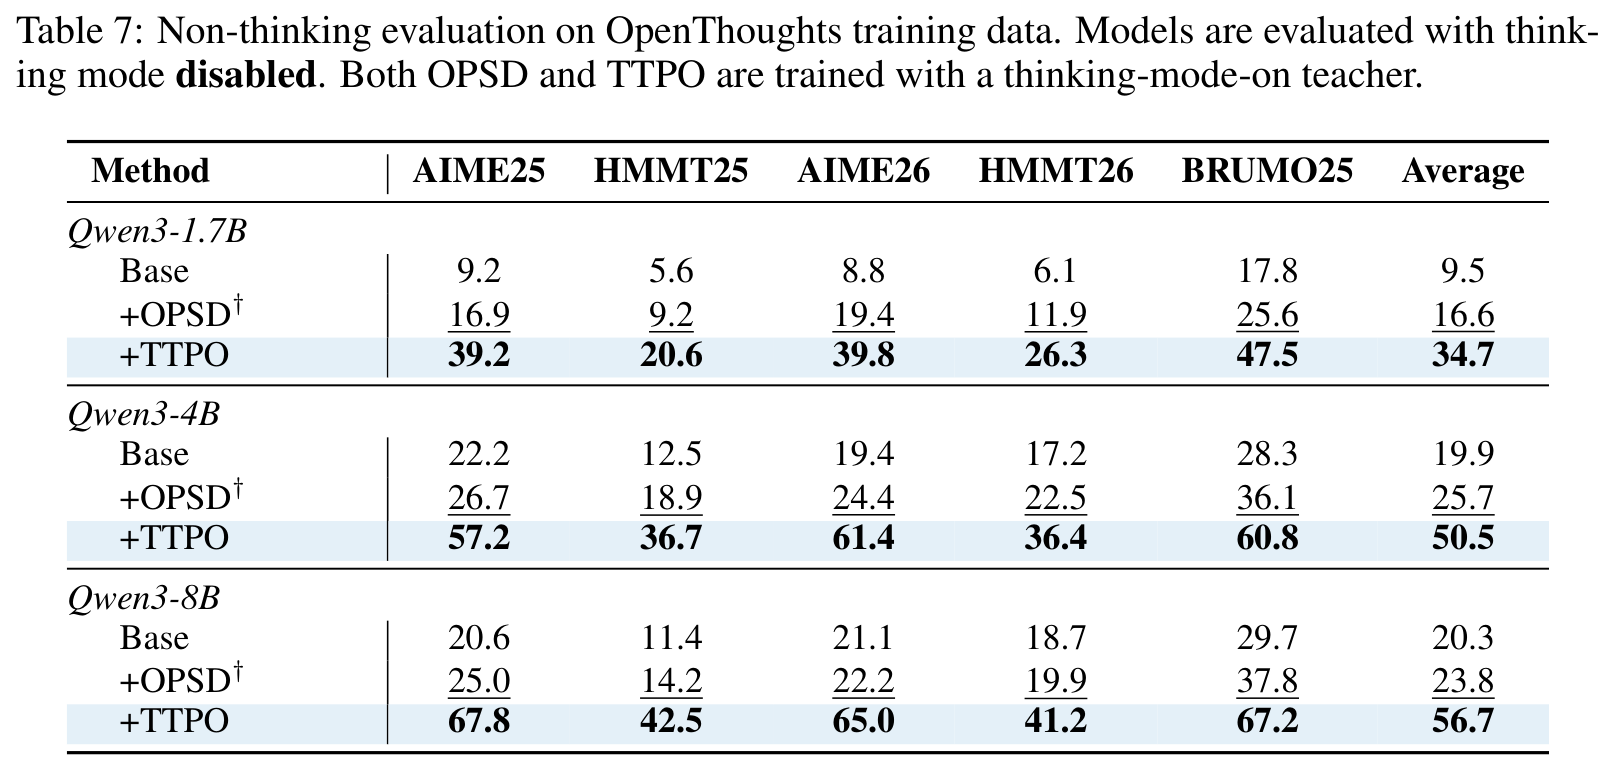 Table 7: Non-thinking evaluation on OpenThoughts training data. Models are evaluated with think-
ing mode disabled. Both OPSD and TTPO are trained with a thinking-mode-on teacher.
Method AIME25 HMMT25 AIME26 HMMT26 BRUMO25 Average
Qwen3-1.7B
Base 9.2 5.6 8.8 6.1 17.8 9.5
+OPSD† 16.9 9.2 19.4 11.9 25.6 16.6
+TTPO 39.2 20.6 39.8 26.3 47.5 34.7
Qwen3-4B
Base 22.2 12.5 19.4 17.2 28.3 19.9
+OPSD† 26.7 18.9 24.4 22.5 36.1 25.7
+TTPO 57.2 36.7 61.4 36.4 60.8 50.5
Qwen3-8B
Base 20.6 11.4 21.1 18.7 29.7 20.3
+OPSD† 25.0 14.2 22.2 19.9 37.8 23.8
+TTPO 67.8 42.5 65.0 41.2 67.2 56.7